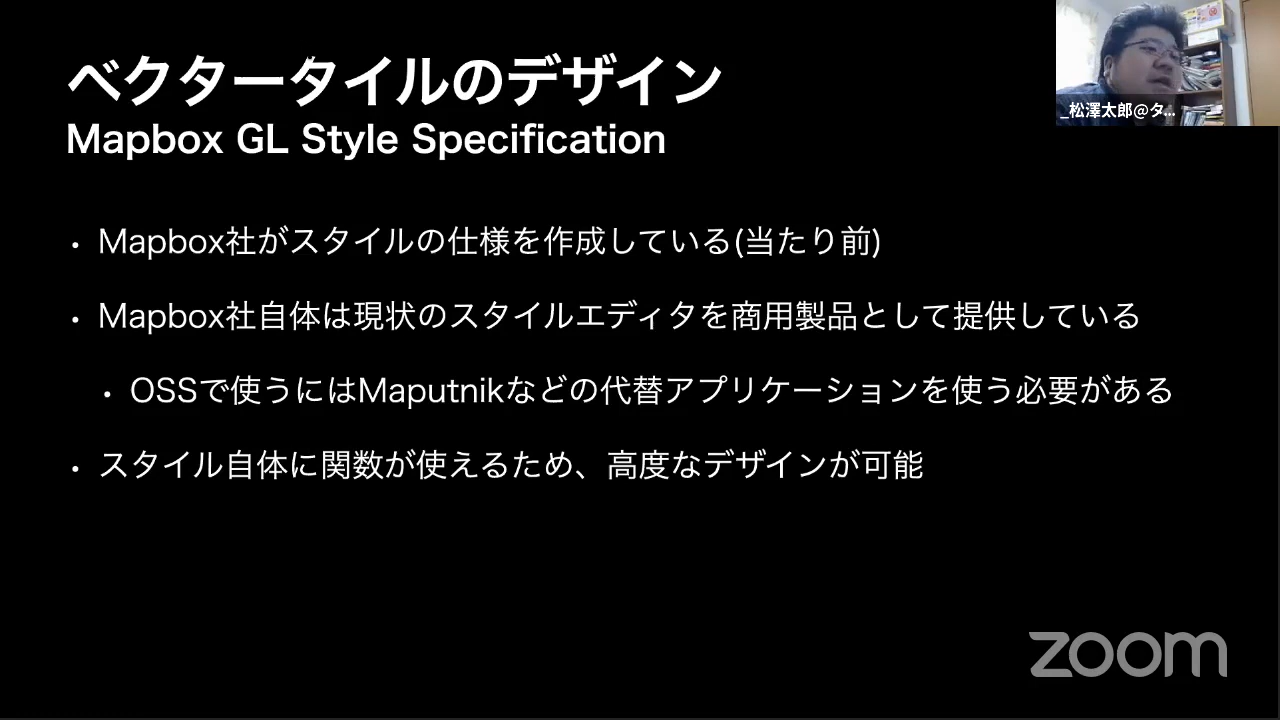 ベクタータイルのデザイン
Mapbox GL Style Specification
• Mapbox社がスタイルの仕様を作成している(当たり前)
• Mapbox社自体は現状のスタイルエディタを商用製品として提供している
• OSSで使うにはMaputnikなどの代替アプリケーションを使う必要がある
• スタイル自体に関数が使えるため、高度なデザインが可能
_松澤太郎@タ...
zoom